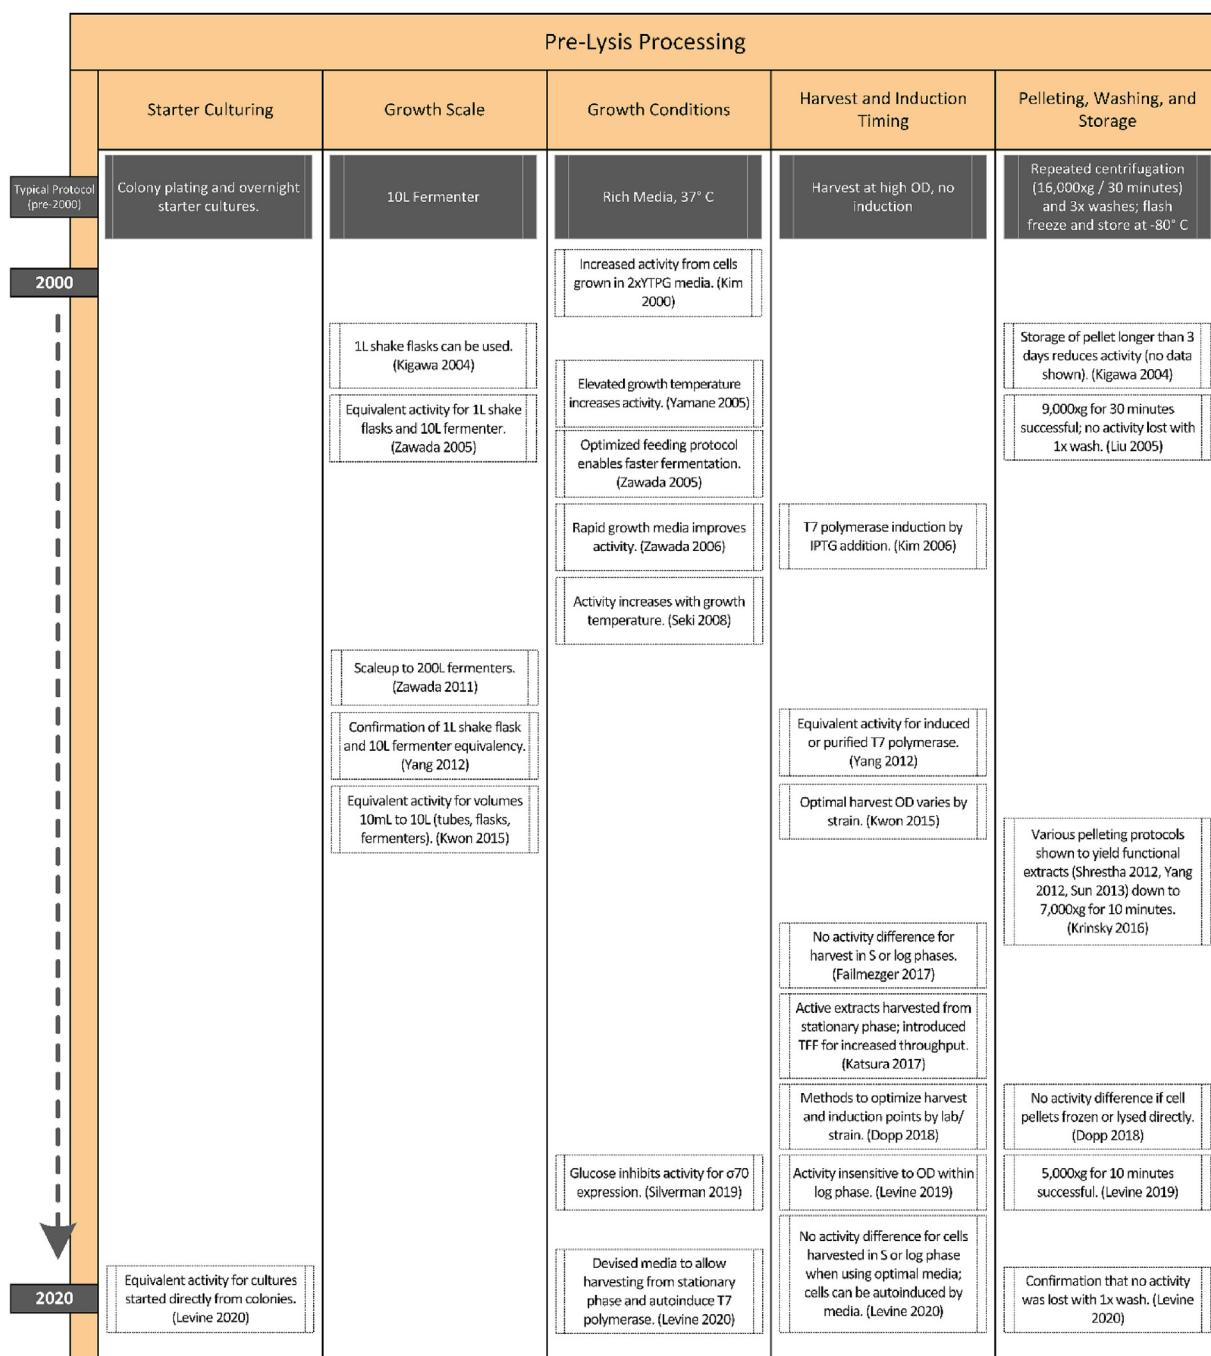 Pre-Lysis Processing
Starter Culturing
Growth Scale
Growth Conditions
Harvest and Induction
Timing
Pelleting, Washing, and
Storage
Typical Protocol
(pre-2000)
Colony plating and overnight
starter cultures.
10L Fermenter
Rich Media, 37° C
Harvest at high OD, no
induction
Repeated centrifugation
(16,000xg / 30 minutes)
and 3x washes; flash
freeze and store at -80° C
2000
Increased activity from cells
grown in 2xYTPG media. (Kim
2000)
1L shake flasks can be used.
(Kigawa 2004)
Storage of pellet longer than 3
days reduces activity (no data
shown). (Kigawa 2004)
Elevated growth temperature
increases activity. (Yamane 2005)
Equivalent activity for 1L shake
flasks and 10L fermenter.
(Zawada 2005)
9,000xg for 30 minutes
successful; no activity lost with
1x wash. (Liu 2005)
Optimized feeding protocol
enables faster fermentation.
(Zawada 2005)
Rapid growth media improves
activity. (Zawada 2006)
T7 polymerase induction by
IPTG addition. (Kim 2006)
Activity increases with growth
temperature. (Seki 2008)
Scaleup to 200L fermenters.
(Zawada 2011)
Confirmation of 1L shake flask
and 10L fermenter equivalency.
(Yang 2012)
Equivalent activity for induced
or purified T7 polymerase.
(Yang 2012)
Equivalent activity for volumes
10mL to 10L (tubes, flasks,
fermenters). (Kwon 2015)
Optimal harvest OD varies by
strain. (Kwon 2015)
Various pelleting protocols
shown to yield functional
extracts (Shrestha 2012, Yang
2012, Sun 2013) down to
7,000xg for 10 minutes.
(Krinsky 2016)
No activity difference for
harvest in S or log phases.
(Failmezger 2017)
Active extracts harvested from
stationary phase; introduced
TFF for increased throughput.
(Katsura 2017)
Methods to optimize harvest
and induction points by lab/
strain. (Dopp 2018)
No activity difference if cell
pellets frozen or lysed directly.
(Dopp 2018)
Glucose inhibits activity for σ70
expression. (Silverman 2019)
Activity insensitive to OD within
log phase. (Levine 2019)
5,000xg for 10 minutes
successful. (Levine 2019)
2020
Equivalent activity for cultures
started directly from colonies.
(Levine 2020)
Devised media to allow
harvesting from stationary
phase and autoinduce T7
polymerase. (Levine 2020)
No activity difference for cells
harvested in S or log phase
when using optimal media;
cells can be autoinduced by
media. (Levine 2020)
Confirmation that no activity
was lost with 1x wash. (Levine
2020)